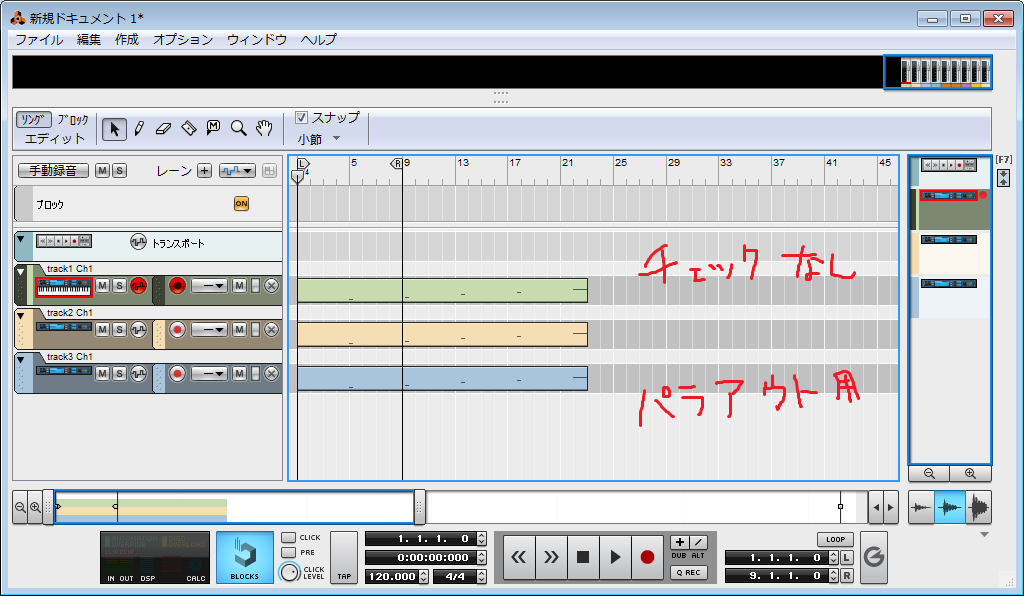 新規ドキュメント 1*
ファイル 編集 作成 オプション ウィンドウ ヘルプ
ソング ブロック
エディット
M
スナップ
小節
手動録音 M S レーン +
L 5 R 9 13 17 21 25 29 33 37 41 45
4
[F7]
ブロック ON
トランスポート
チェックなし
track1 Ch1
M S M
track2 Ch1
M S M
track3 Ch1
M S M
パラアウト用
IN OUT DSP CALC
BLOCKS
CLICK
PRE
CLICK LEVEL
TAP
1. 1. 1. 0
0:00:00:000
120.000 4/4
DUB ALT
Q REC
LOOP
1. 1. 1. 0 L
9. 1. 1. 0 R